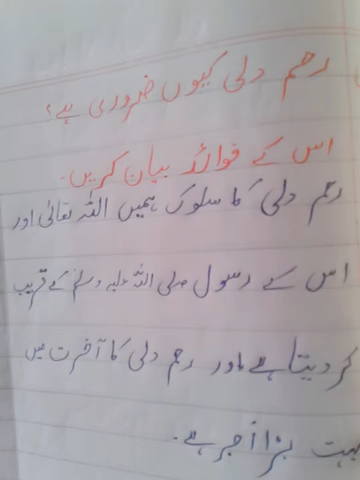 رحم دلی کیوں ضروری ہے؟
اس کے فوائد بیان کریں۔
رحم دلی کا سلوک ہمیں اللہ تعالیٰ اور
اس کے رسول صلی اللہ علیہ وسلم کے قریب
کر دیتا ہے اور رحم دلی کا آخرت میں
بہت بڑا اجر ہے۔